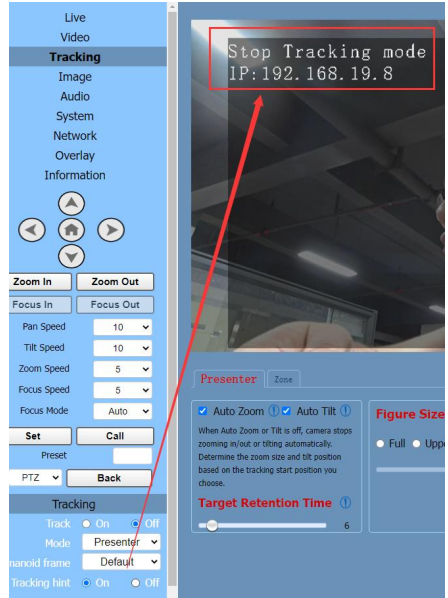 Live
Video
Tracking
Image
Audio
System
Network
Overlay
Information
Zoom In Zoom Out
Focus In Focus Out
Pan Speed 10
Tilt Speed 10
Zoom Speed 5
Focus Speed 5
Focus Mode Auto
Set Call
Preset
PTZ Back
Tracking
Track On Off
Mode Presenter
manoid frame Default
Tracking hint On Off
Stop Tracking mode
IP:192.168.19.8
Presenter Zone
Auto Zoom Auto Tilt
When Auto Zoom or Tilt is off, camera stops
zooming in/out or tilting automatically.
Determine the zoom size and tilt position
based on the tracking start position you
choose.
Target Retention Time
6
Figure Size
Full Uppe